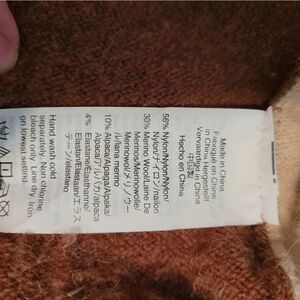 Made in China
Fabriqué en Chine
in China Hergestellt
Vervaardigd in China
中国製
Hecho en China
56% Nylon/Nylon/Nylon/
Nylon/ナイロン/nailon
30% Merino Wool/Laine De
Merinos/Merinowolle/
Merinowol/メリノウー
ル/lana merino
10% Alpaca/Alpaga/Alpaka/
Alpaca/アルパカ/alpaca
4% Elastane/Élasthanne/
Elastan/Elastaan/エラス
テーン/elastano
Hand wash cold
separately. Non chlorine
bleach only. Line dry. Iron
on lowest setting